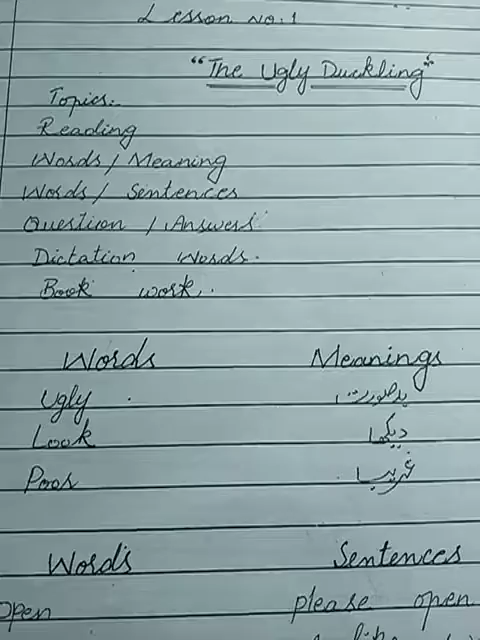 Lesson No. 1
"The Ugly Duckling"
Topics.
Reading
Words / Meaning
Words / Sentences
Question / Answers
Dictation Words.
Book work.
Words Meanings
Ugly بدصورت
Look دیکھا
Poor غریب
Words Sentences
Open please open